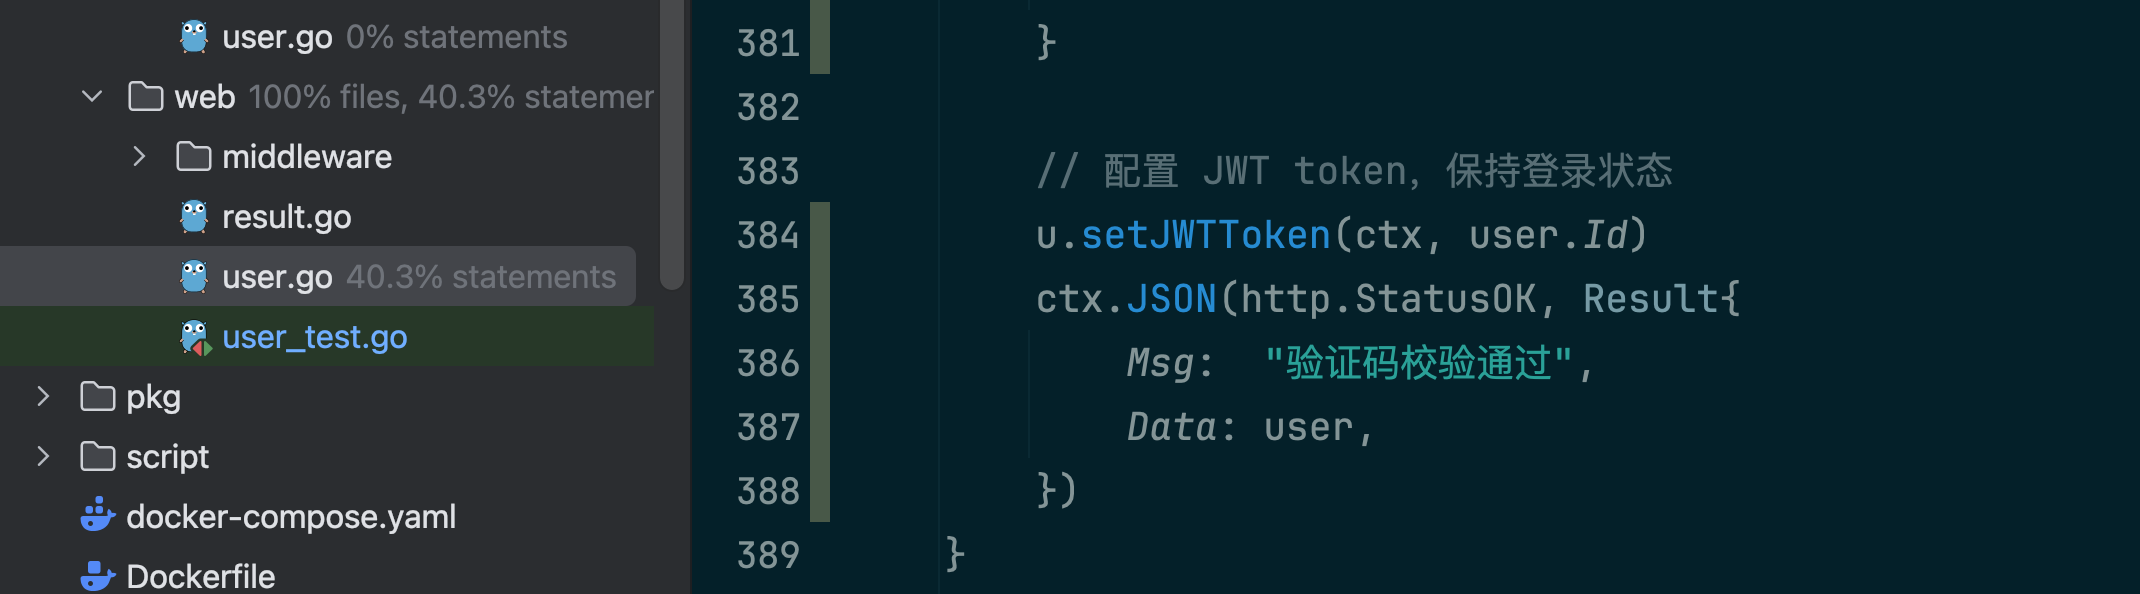 user.go 0% statements
web 100% files, 40.3% statemer
middleware
result.go
user.go 40.3% statements
user_test.go
pkg
script
docker-compose.yaml
Dockerfile
381 }
382
383 // 配置 JWT token，保持登录状态
384 u.setJWTToken(ctx, user.Id)
385 ctx.JSON(http.StatusOK, Result{
386 Msg: "验证码校验通过",
387 Data: user,
388 })
389 }